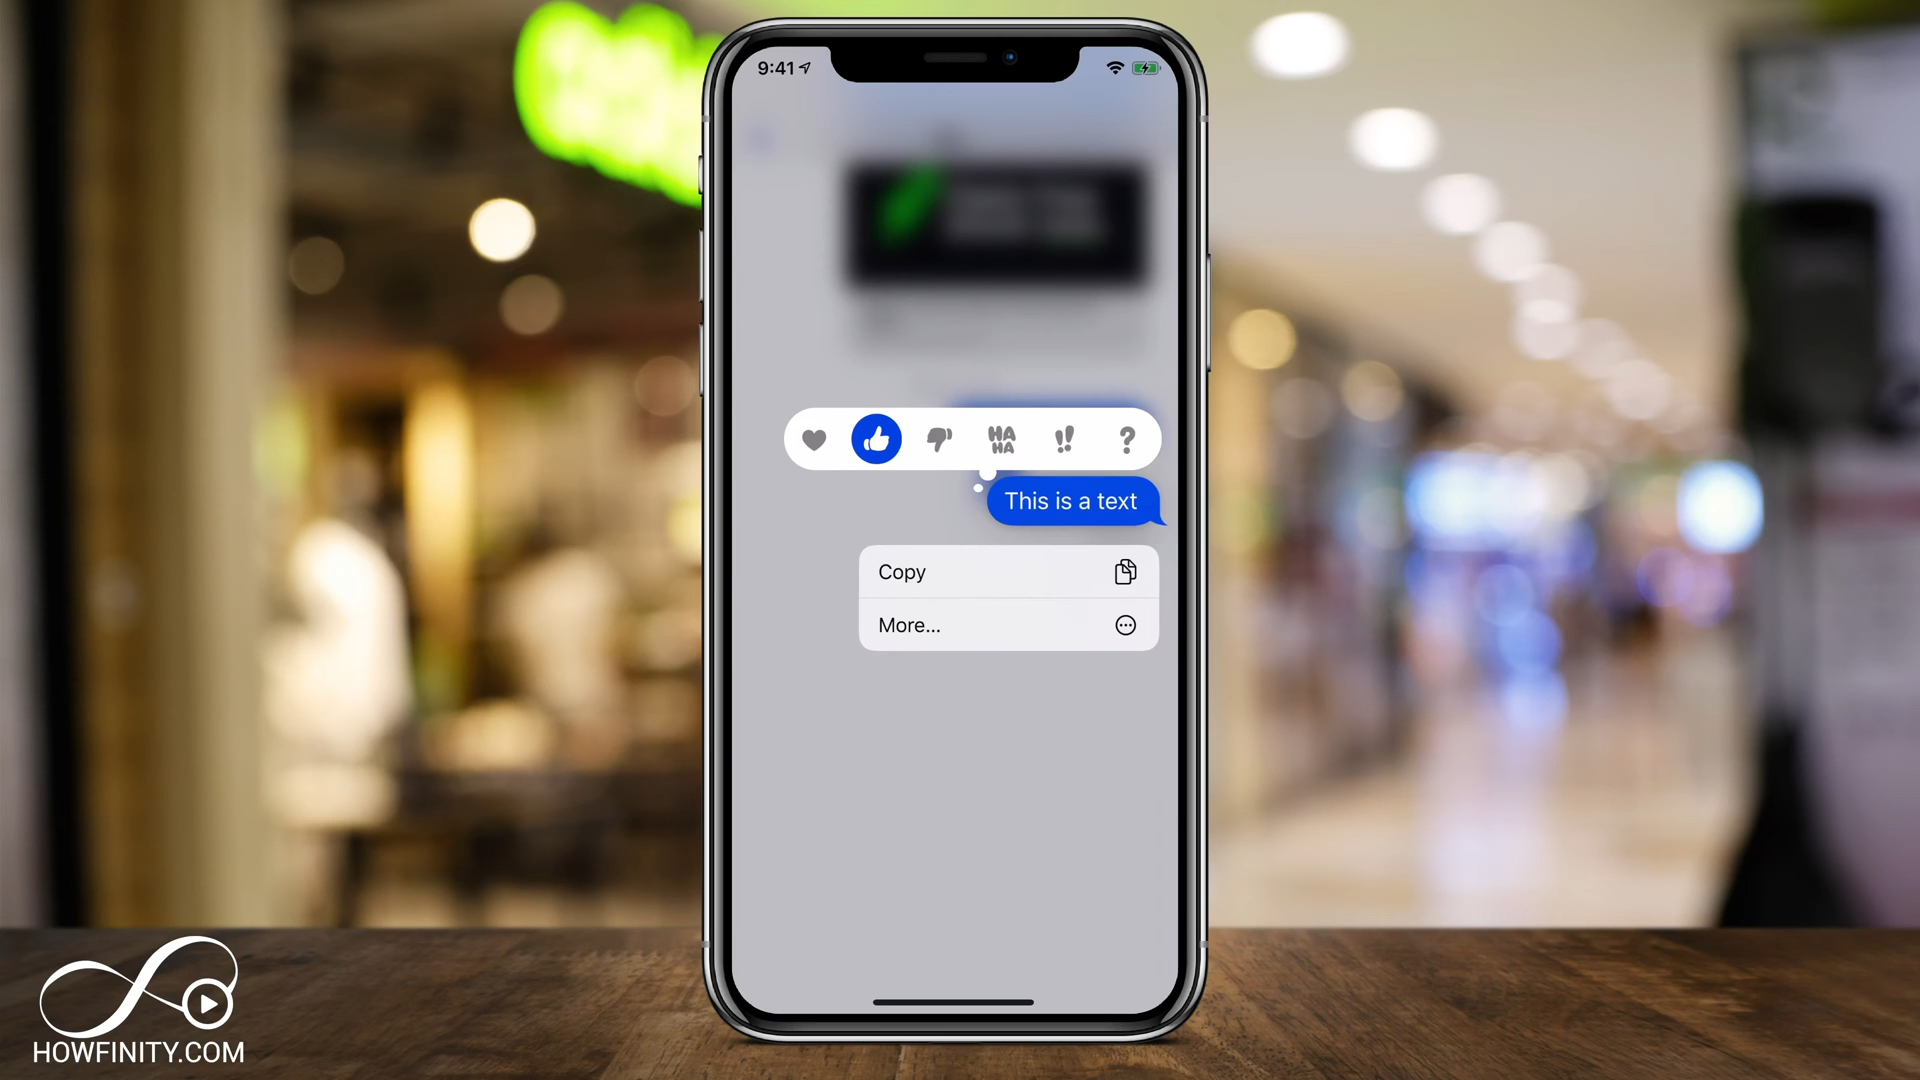 9:41
HA
HA
!!
?
This is a text
Copy
More...
HOWFINITY.COM